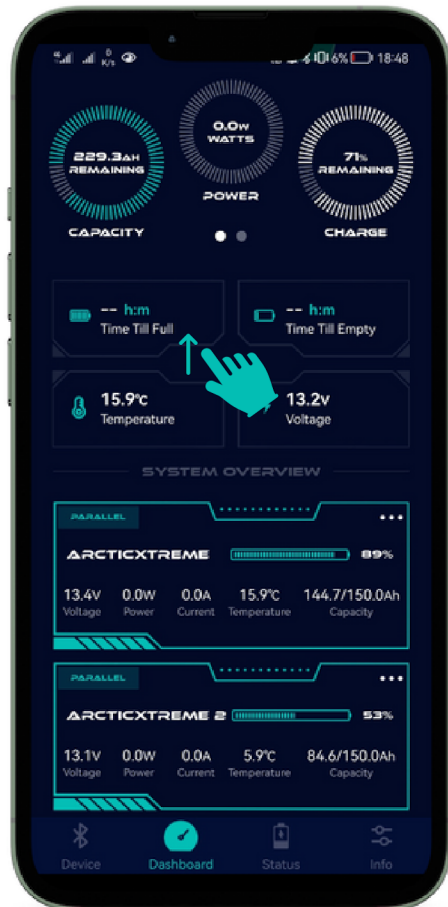 0
K/s
6% 18:48
229.3AH
REMAINING
CAPACITY
0.0W
WATTS
POWER
71%
REMAINING
CHARGE
-- h:m
Time Till Full
-- h:m
Time Till Empty
15.9°C
Temperature
13.2V
Voltage
SYSTEM OVERVIEW
PARALLEL
ARCTICXTREME 89%
13.4V 0.0W 0.0A 15.9°C 144.7/150.0Ah
Voltage Power Current Temperature Capacity
PARALLEL
ARCTICXTREME 2 53%
13.1V 0.0W 0.0A 5.9°C 84.6/150.0Ah
Voltage Power Current Temperature Capacity
Device Dashboard Status Info